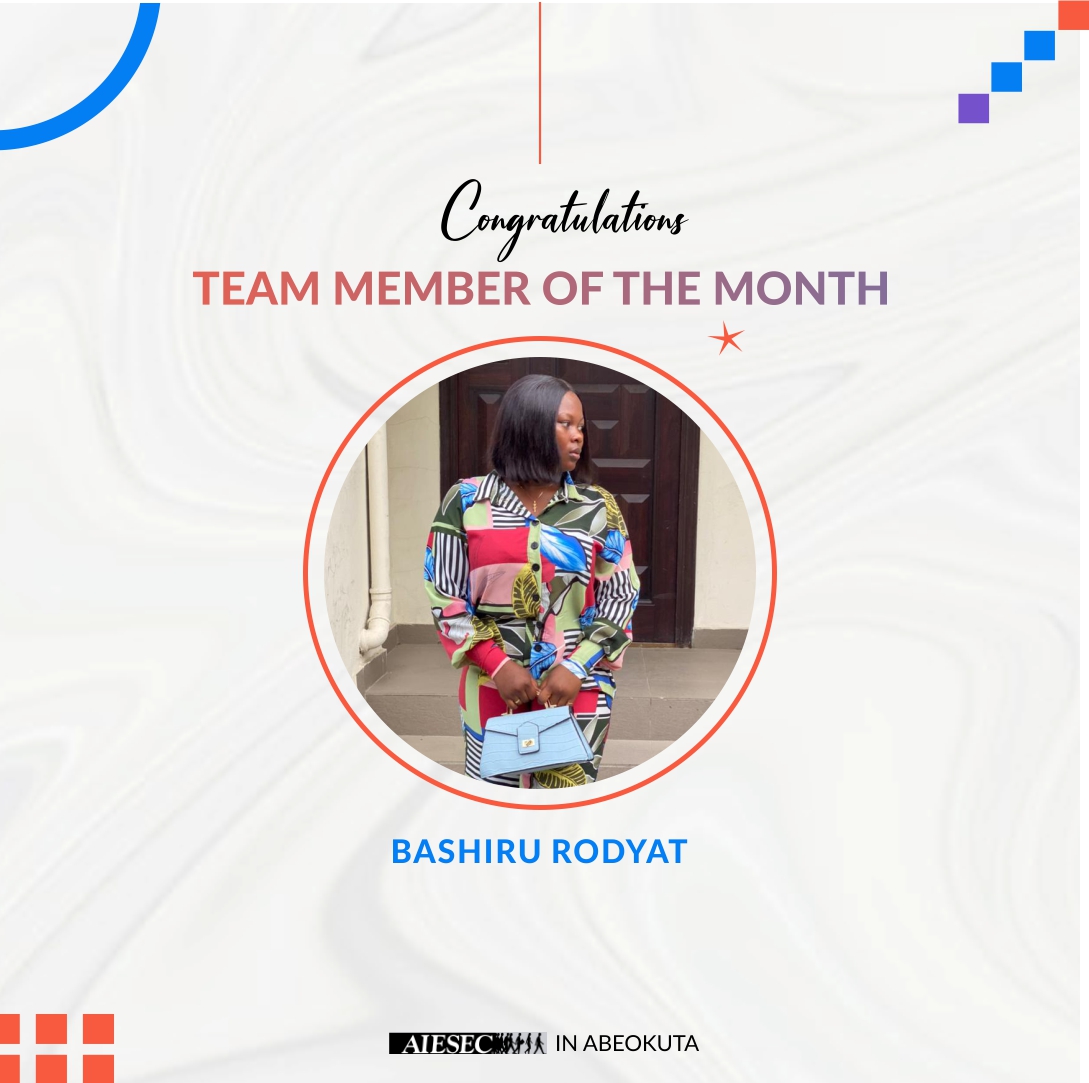 Congratulations
TEAM MEMBER OF THE MONTH
BASHIRU RODYAT
AIESEC IN ABEOKUTA